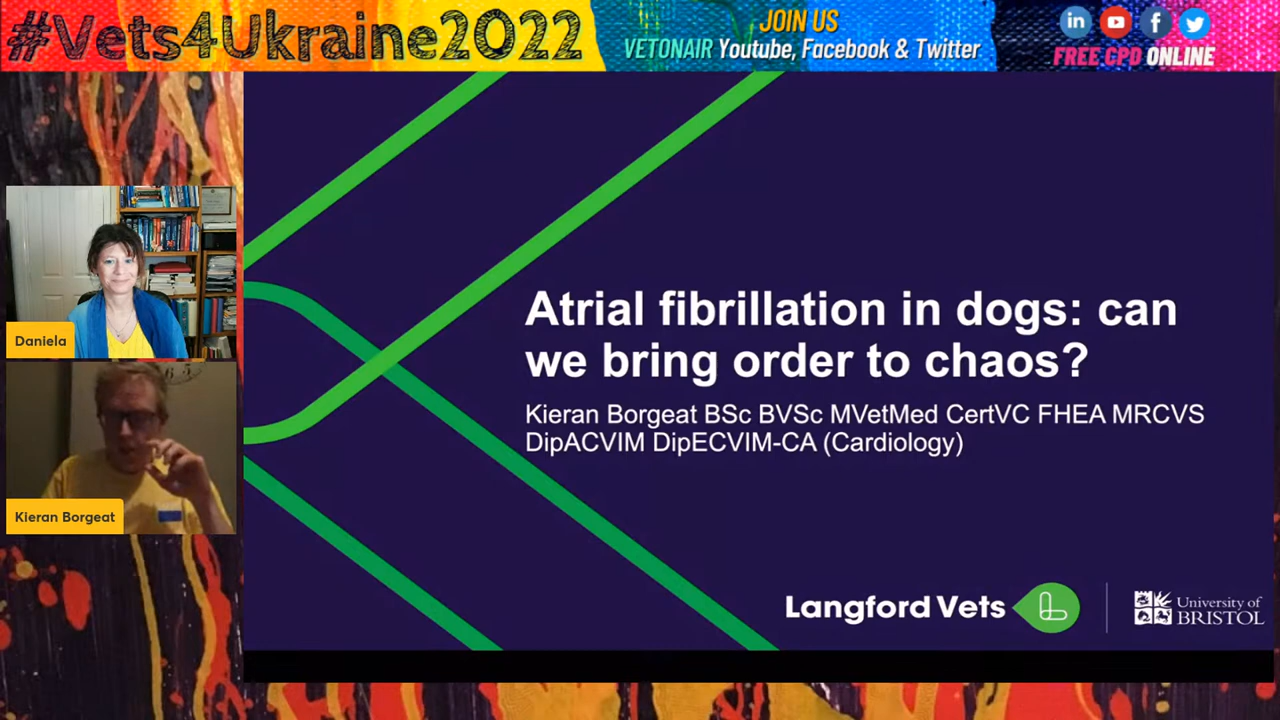 #Vets4Ukraine2022
JOIN US
VETONAIR Youtube, Facebook & Twitter
FREE CPD ONLINE
Daniela
Kieran Borgeat
Atrial fibrillation in dogs: can
we bring order to chaos?
Kieran Borgeat BSc BVSc MVetMed CertVC FHEA MRCVS
DipACVIM DipECVIM-CA (Cardiology)
Langford Vets
University of
BRISTOL